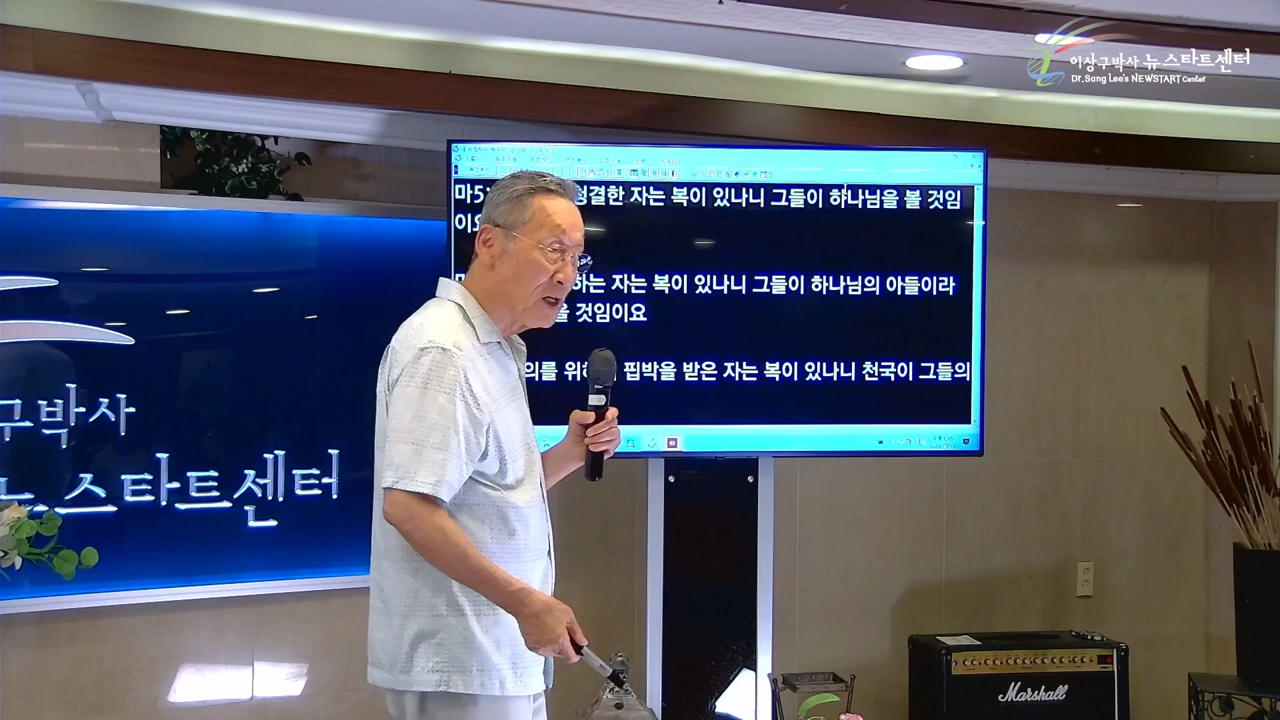 이상구박사 뉴스타트센터
Dr. Sang Lee's NEWSTART Center
마5: 청결한 자는 복이 있나니 그들이 하나님을 볼 것임
이요
하는 자는 복이 있나니 그들이 하나님의 아들이라
을 것임이요
의를 위하 핍박을 받은 자는 복이 있나니 천국이 그들의
구박사
뉴스타트센터
Marshall